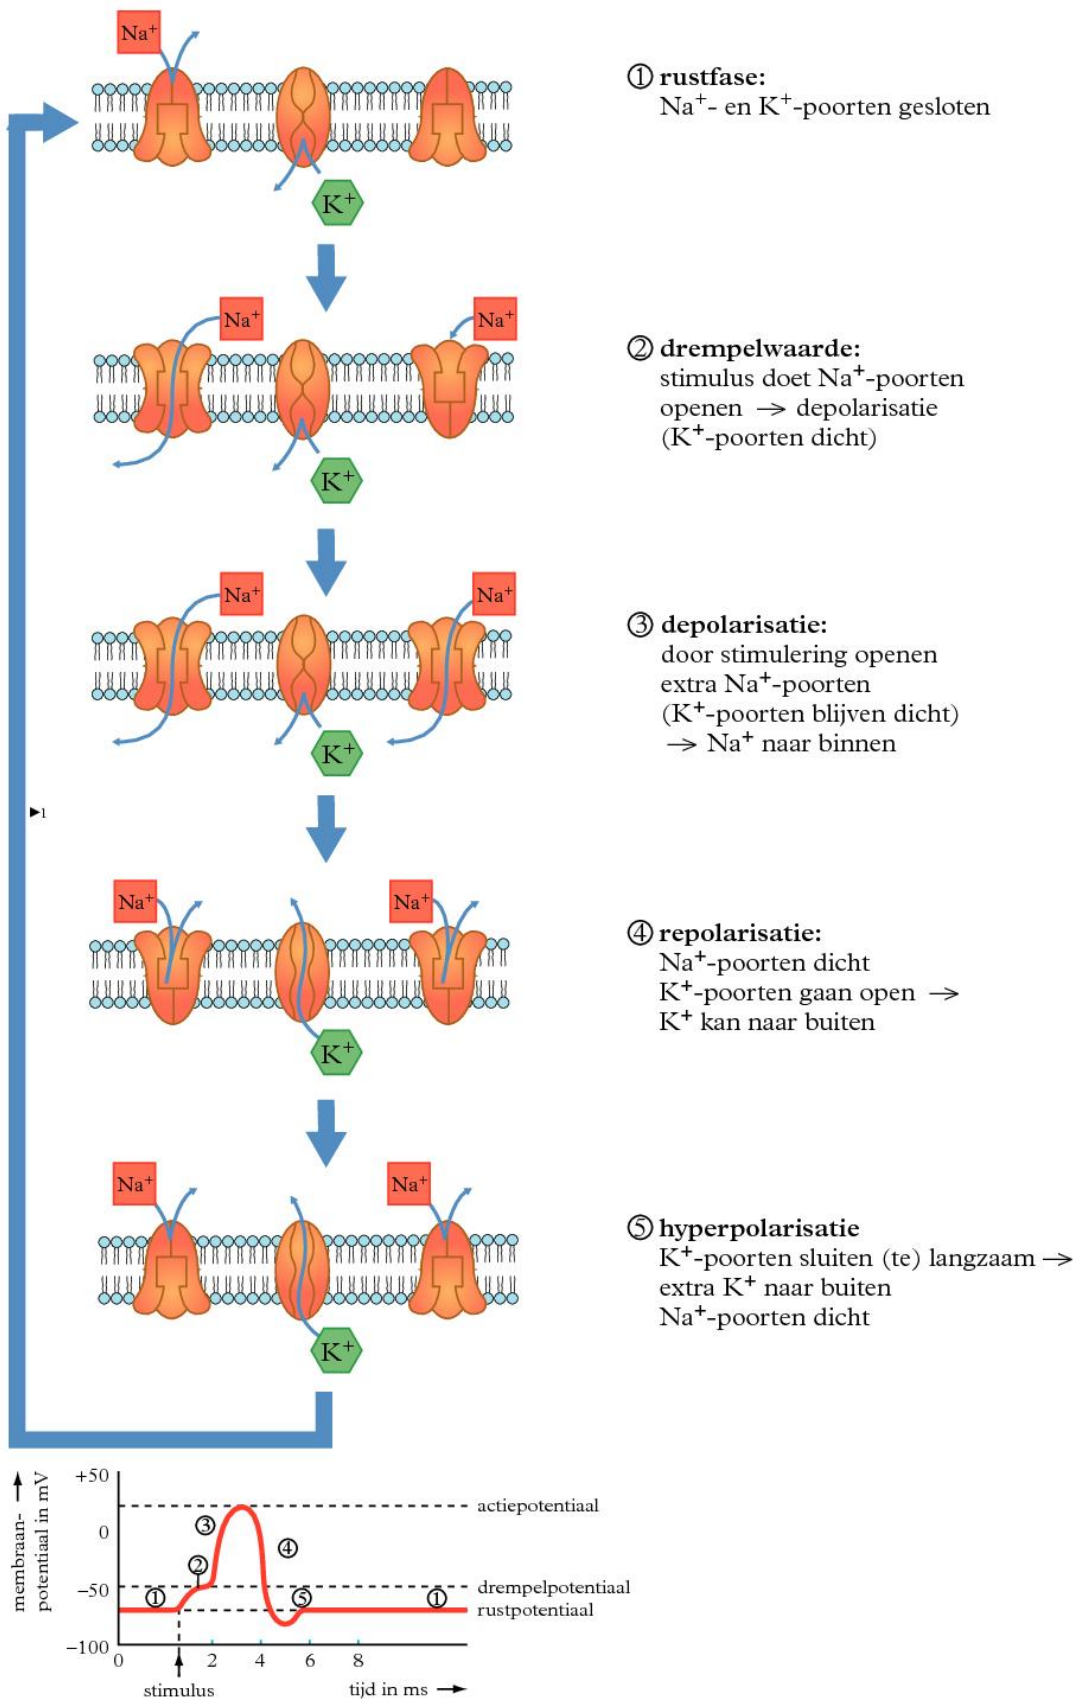 Na⁺
① rustfase:
Na⁺- en K⁺-poorten gesloten
K⁺
Na⁺
Na⁺
② drempelwaarde:
stimulus doet Na⁺-poorten
openen → depolarisatie
(K⁺-poorten dicht)
K⁺
Na⁺
Na⁺
③ depolarisatie:
door stimulering openen
extra Na⁺-poorten
(K⁺-poorten blijven dicht)
→ Na⁺ naar binnen
K⁺
►1
Na⁺
Na⁺
④ repolarisatie:
Na⁺-poorten dicht
K⁺-poorten gaan open →
K⁺ kan naar buiten
K⁺
Na⁺
Na⁺
⑤ hyperpolarisatie
K⁺-poorten sluiten (te) langzaam →
extra K⁺ naar buiten
Na⁺-poorten dicht
K⁺
membraan- →
potentiaal in mV
+50
0
−50
−100
actiepotentiaal
drempelpotentiaal
rustpotentiaal
① ② ③ ④ ⑤ ①
0 2 4 6 8
stimulus
tijd in ms →